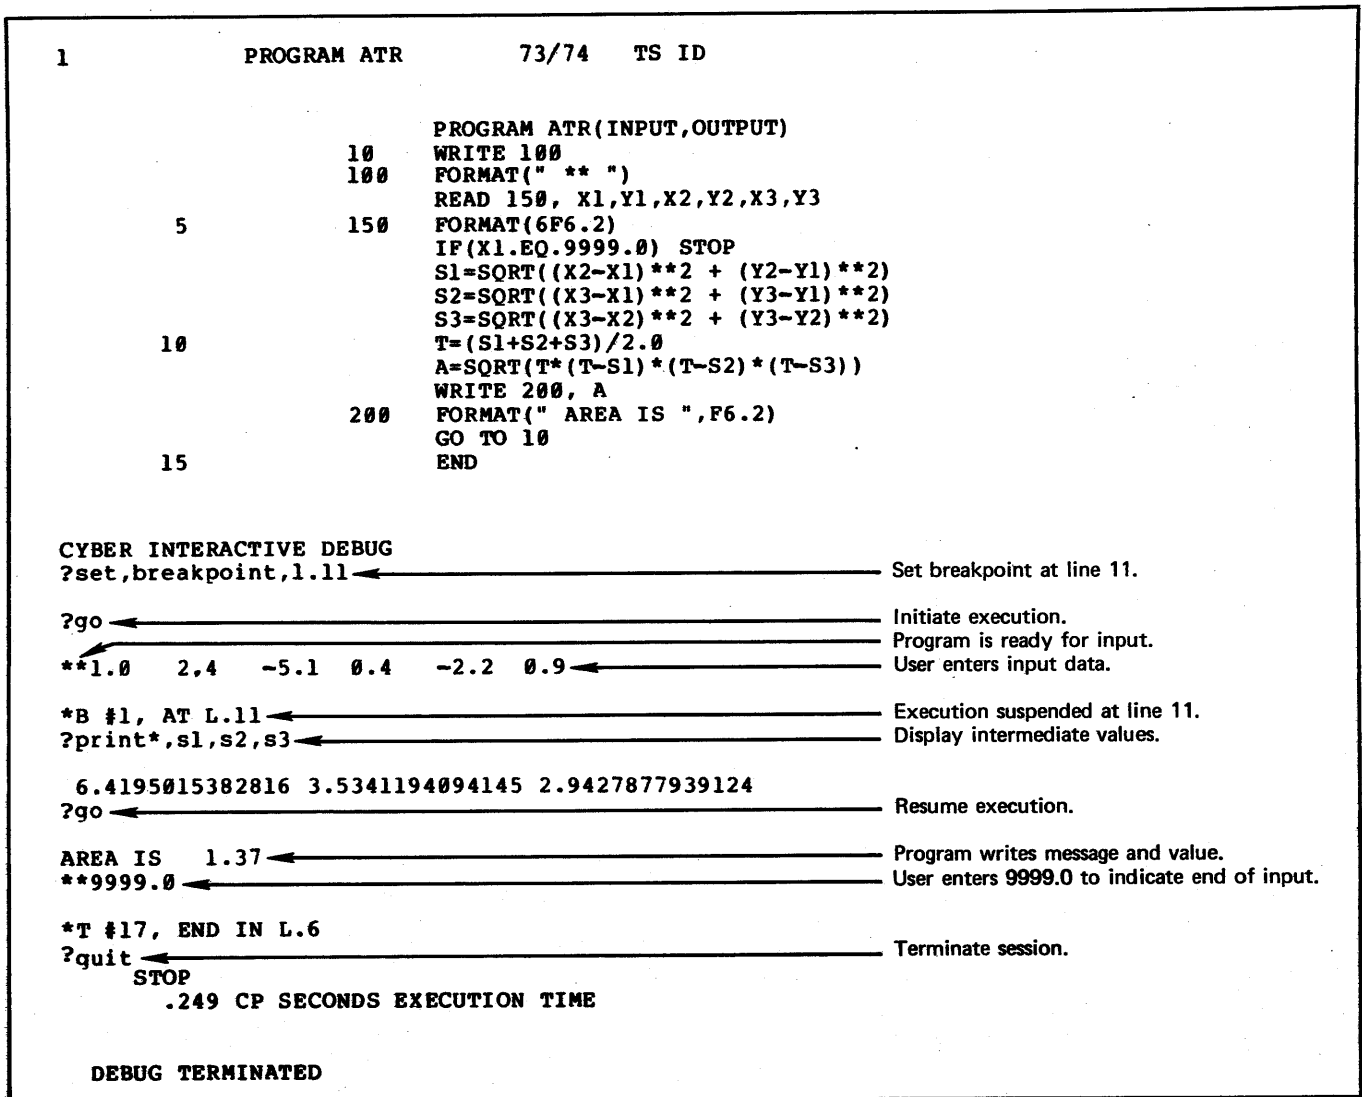 1 PROGRAM ATR 73/74 TS ID
PROGRAM ATR(INPUT,OUTPUT)
10 WRITE 100
100 FORMAT(" ** ")
READ 150, X1,Y1,X2,Y2,X3,Y3
5 150 FORMAT(6F6.2)
IF(X1.EQ.9999.0) STOP
S1=SQRT((X2-X1)**2 + (Y2-Y1)**2)
S2=SQRT((X3-X1)**2 + (Y3-Y1)**2)
S3=SQRT((X3-X2)**2 + (Y3-Y2)**2)
10 T=(S1+S2+S3)/2.0
A=SQRT(T*(T-S1)*(T-S2)*(T-S3))
WRITE 200, A
200 FORMAT(" AREA IS ",F6.2)
GO TO 10
15 END
CYBER INTERACTIVE DEBUG
?set,breakpoint,l.11 Set breakpoint at line 11.
?go Initiate execution.
Program is ready for input.
**1.0 2.4 -5.1 0.4 -2.2 0.9 User enters input data.
*B #1, AT L.11 Execution suspended at line 11.
?print*,s1,s2,s3 Display intermediate values.
6.4195015382816 3.5341194094145 2.9427877939124
?go Resume execution.
AREA IS 1.37 Program writes message and value.
**9999.0 User enters 9999.0 to indicate end of input.
*T #17, END IN L.6
?quit Terminate session.
STOP
.249 CP SECONDS EXECUTION TIME
DEBUG TERMINATED